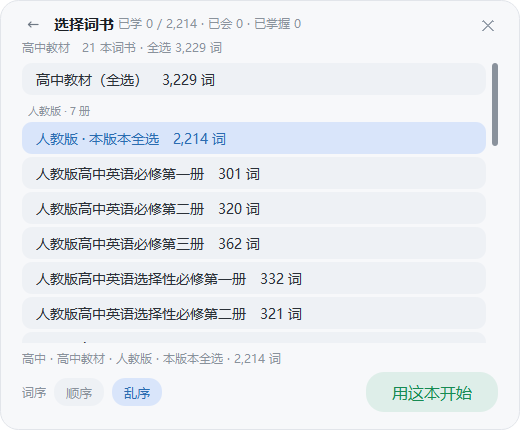 ← 选择词书 已学 0 / 2,214 · 已会 0 · 已掌握 0 ×
高中教材 21 本词书 · 全选 3,229 词
高中教材（全选） 3,229 词
人教版 · 7 册
人教版 · 本版本全选 2,214 词
人教版高中英语必修第一册 301 词
人教版高中英语必修第二册 320 词
人教版高中英语必修第三册 362 词
人教版高中英语选择性必修第一册 332 词
人教版高中英语选择性必修第二册 321 词
高中 · 高中教材 · 人教版 · 本版本全选 · 2,214 词
词序 顺序 乱序 用这本开始